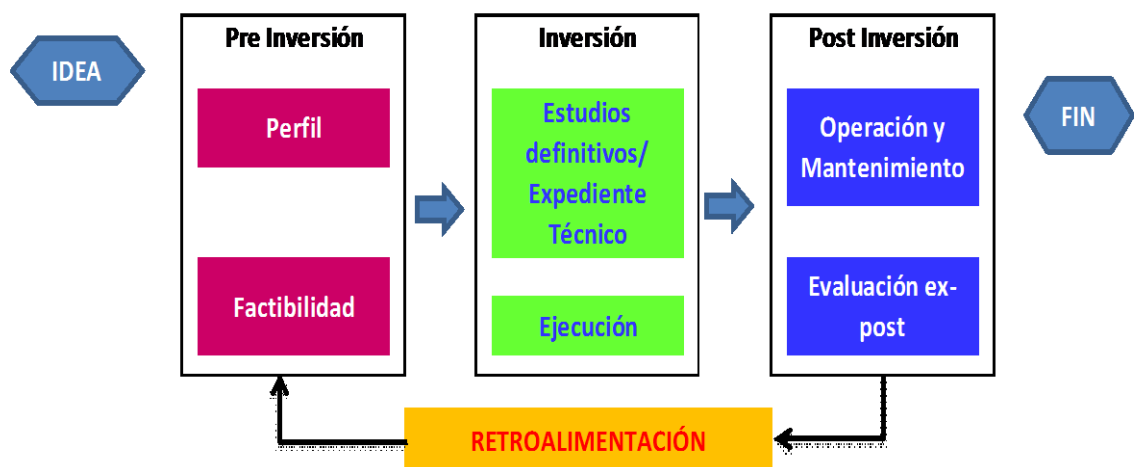 IDEA
Pre Inversión
Perfil
Factibilidad
Inversión
Estudios
definitivos/
Expediente
Técnico
Ejecución
Post Inversión
Operación y
Mantenimiento
Evaluación ex-
post
FIN
RETROALIMENTACIÓN